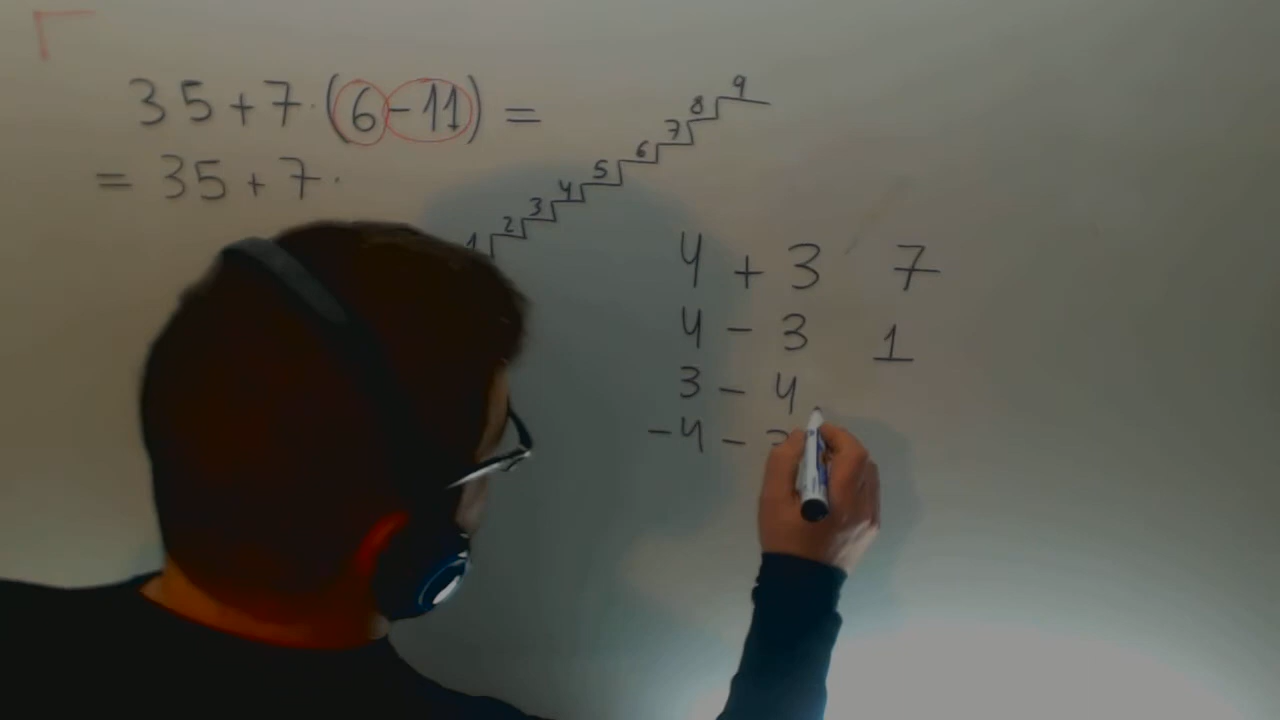 35+7·(6-11)=
=35+7·
1 2 3 4 5 6 7 8 9
4 + 3 7
4 - 3 1
3 - 4
-4 -